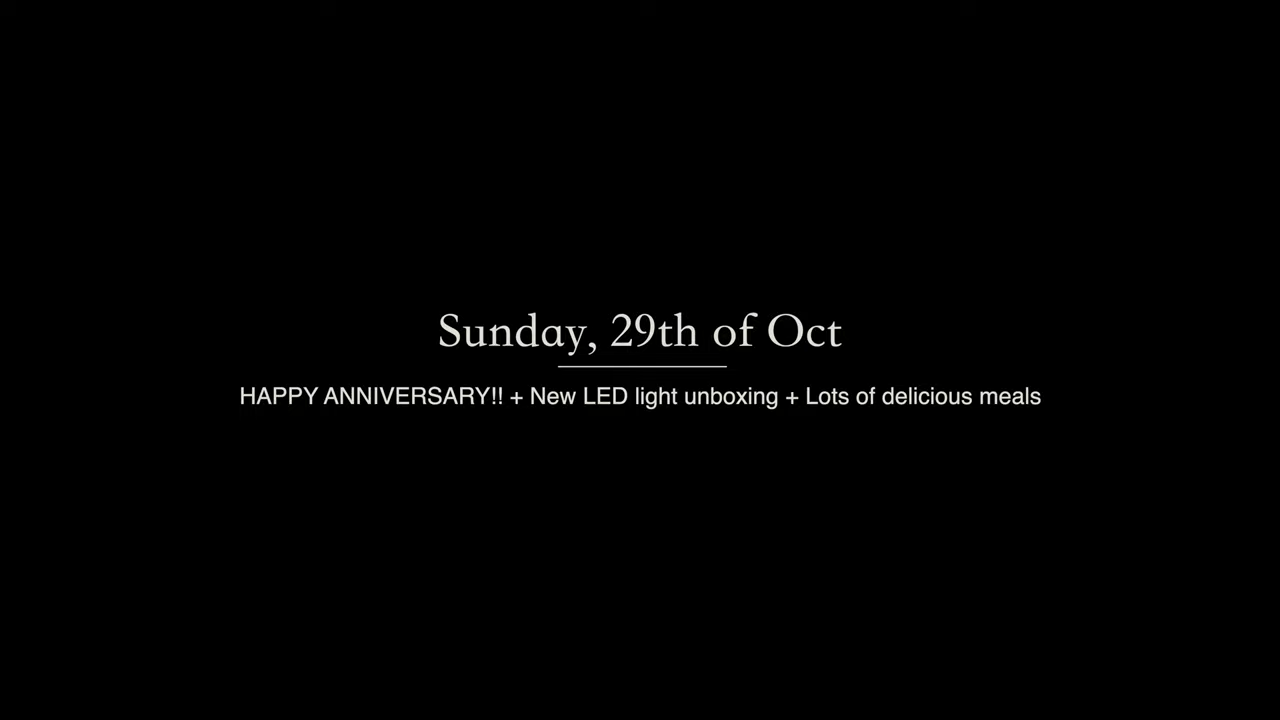 Sunday, 29th of Oct
HAPPY ANNIVERSARY!! + New LED light unboxing + Lots of delicious meals